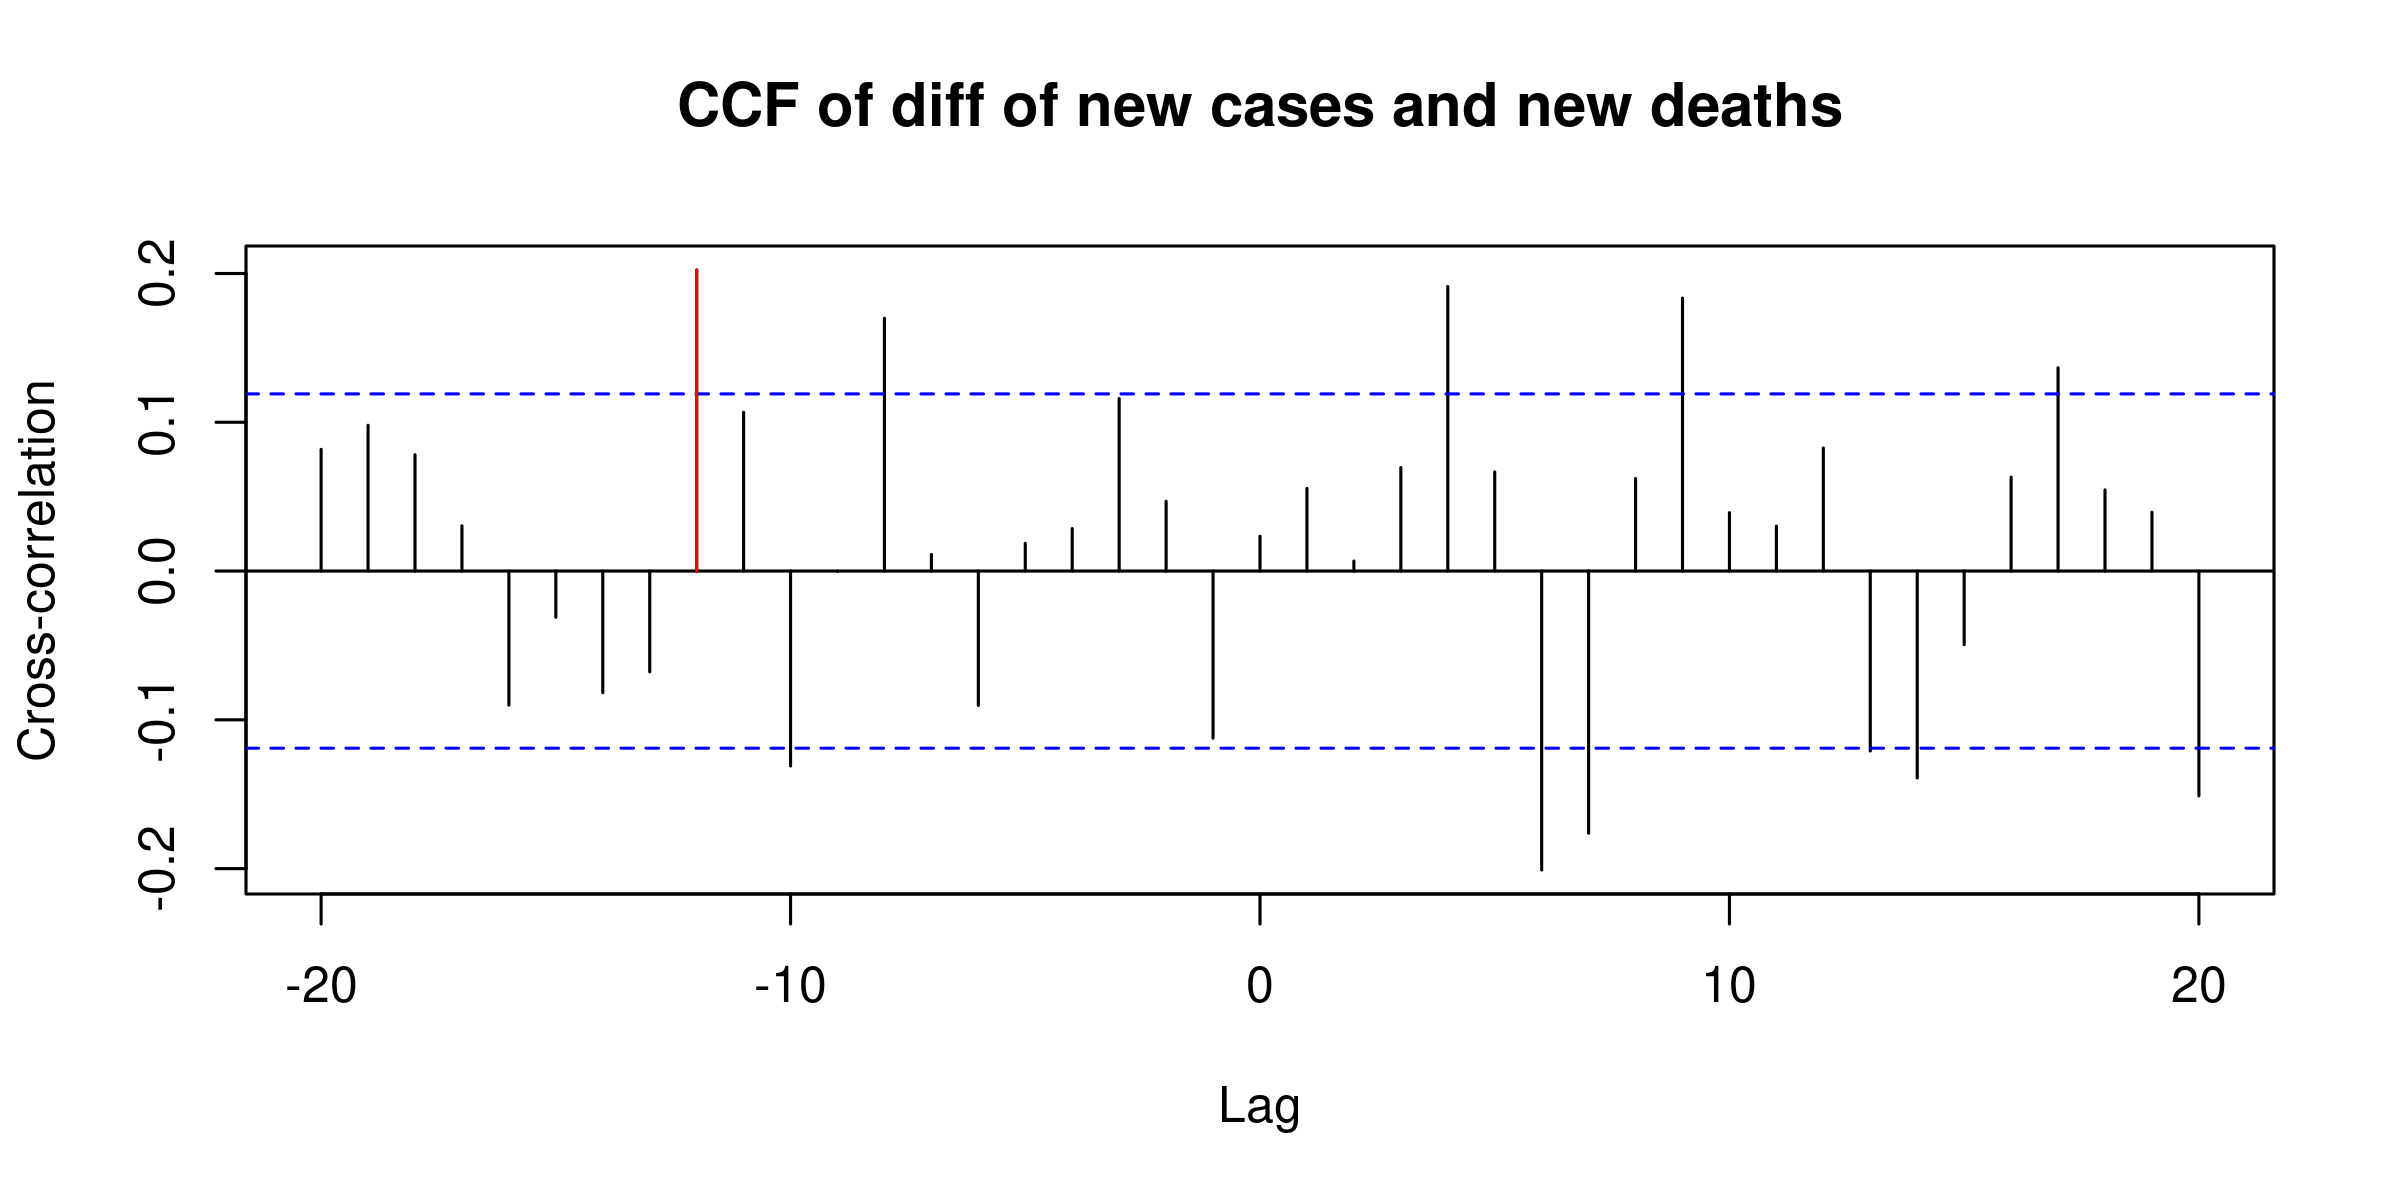 CCF of diff of new cases and new deaths
Cross-correlation
0.2
0.1
0.0
-0.1
-0.2
-20 -10 0 10 20
Lag